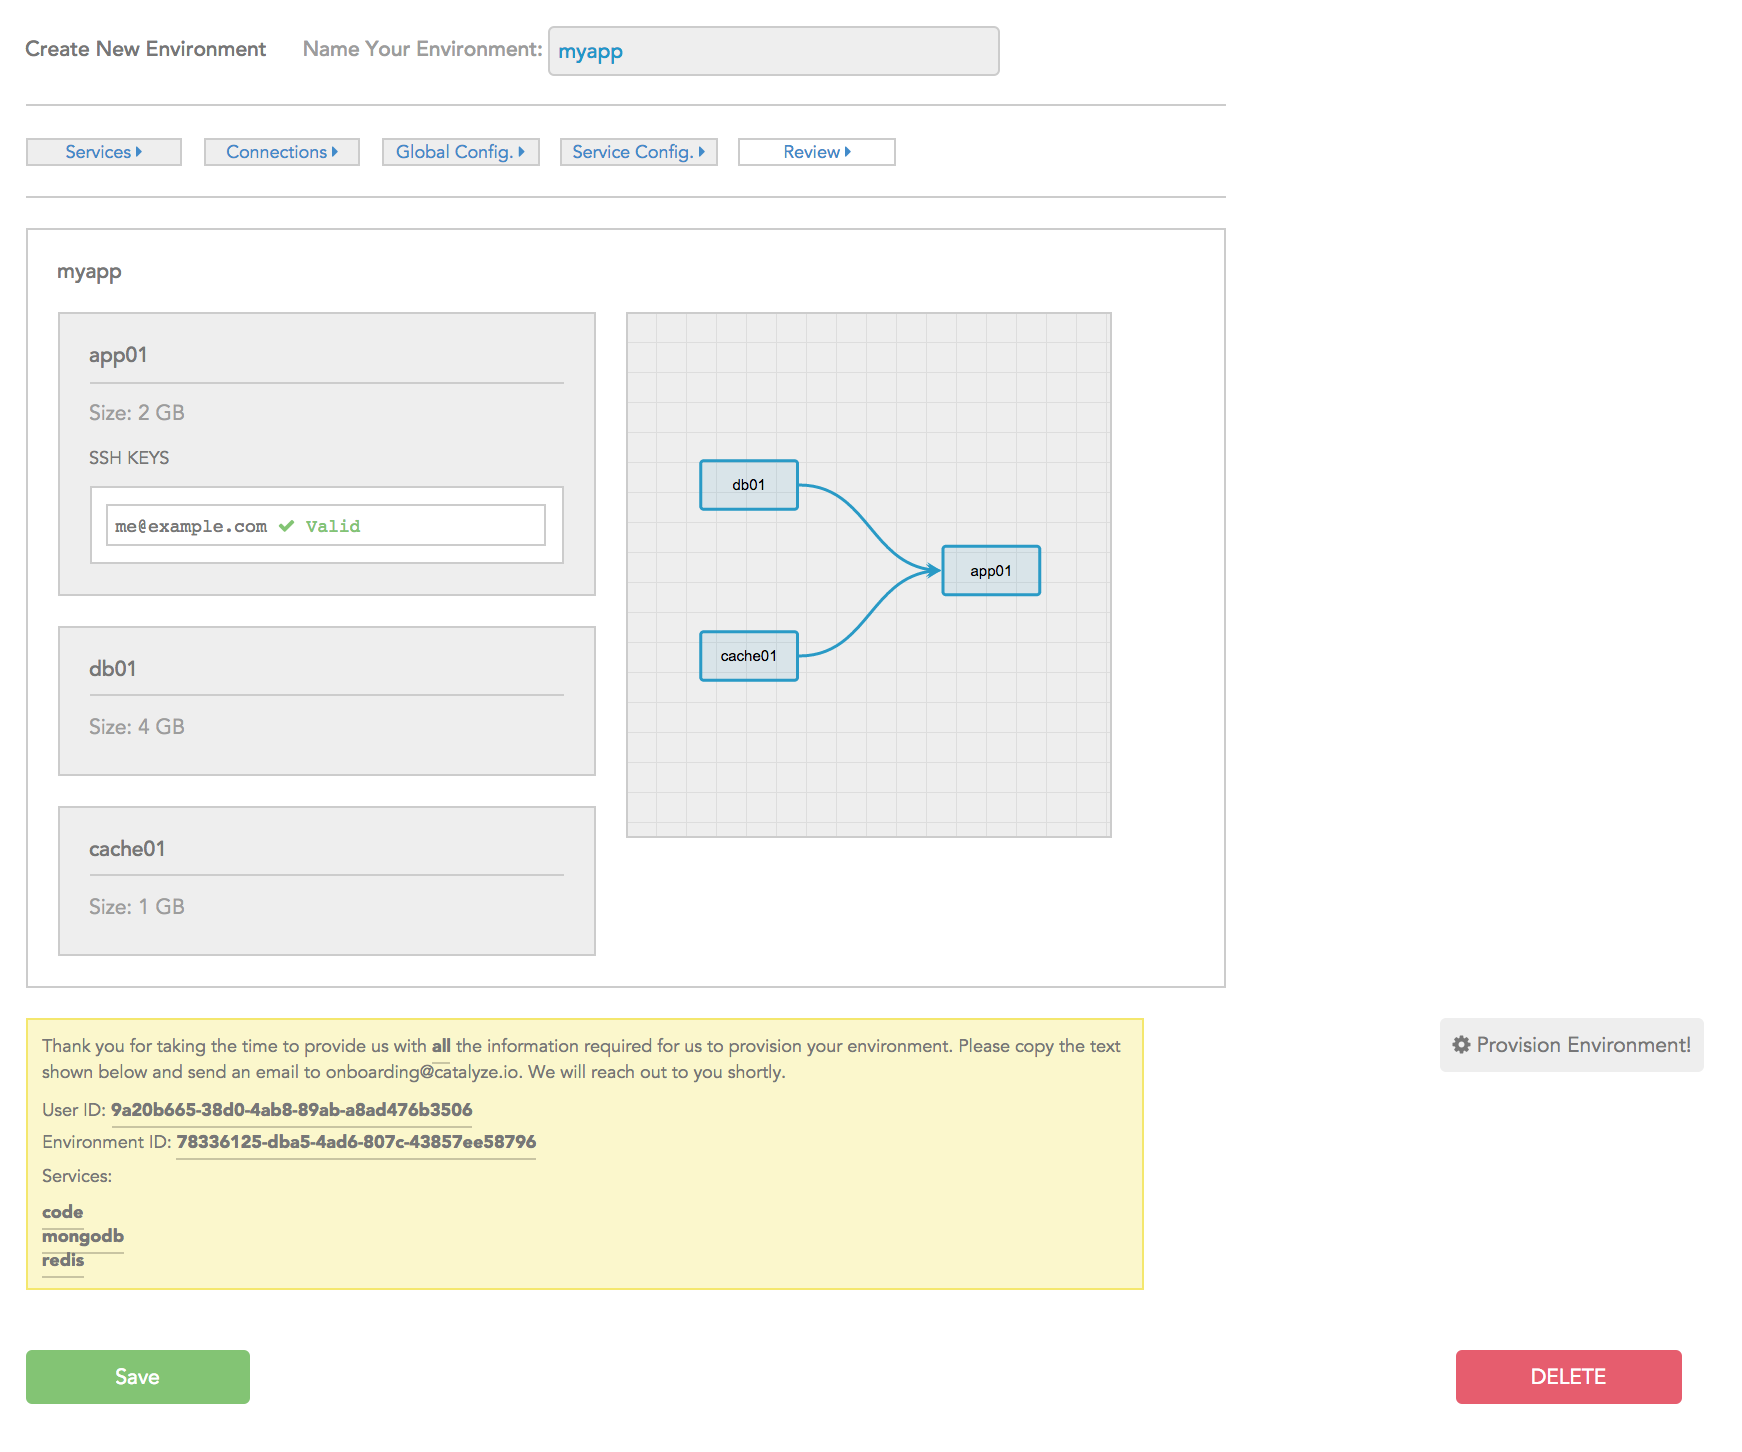 Create New Environment
Name Your Environment: myapp
Services
Connections
Global Config.
Service Config.
Review
myapp
app01
Size: 2 GB
SSH KEYS
me@example.com Valid
db01
Size: 4 GB
cache01
Size: 1 GB
db01
app01
cache01
Thank you for taking the time to provide us with all the information required for us to provision your environment. Please copy the text
shown below and send an email to onboarding@catalyze.io. We will reach out to you shortly.
User ID: 9a20b665-38d0-4ab8-89ab-a8ad476b3506
Environment ID: 78336125-dba5-4ad6-807c-43857ee58796
Services:
code
mongodb
redis
Provision Environment!
Save
DELETE